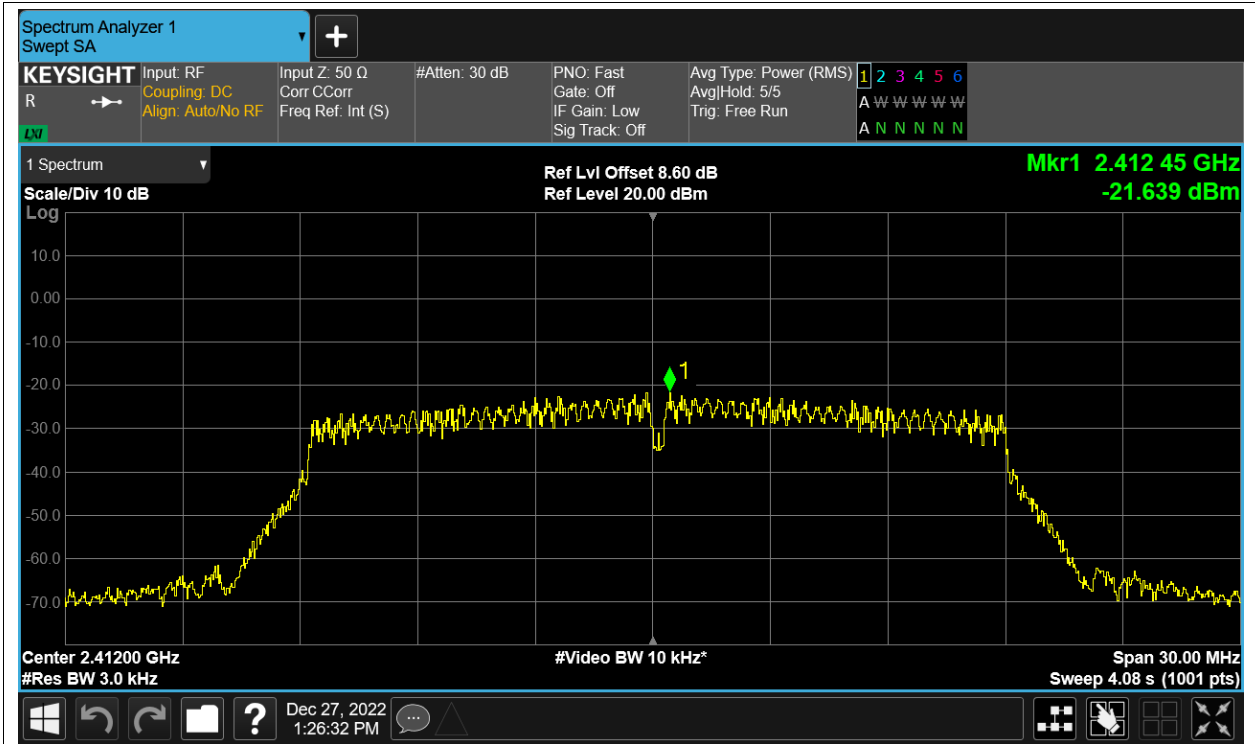 Spectrum Analyzer 1
Swept SA
KEYSIGHT Input: RF Input Z: 50 Ω #Atten: 30 dB PNO: Fast Avg Type: Power (RMS) 1 2 3 4 5 6
R Coupling: DC Corr CCorr Gate: Off Avg|Hold: 5/5 A W W W W W
Align: Auto/No RF Freq Ref: Int (S) IF Gain: Low Trig: Free Run
LXI Sig Track: Off A N N N N N
1 Spectrum Ref Lvl Offset 8.60 dB Mkr1 2.412 45 GHz
Scale/Div 10 dB Ref Level 20.00 dBm -21.639 dBm
Log
10.0
0.00
-10.0
1
-20.0
-30.0
-40.0
-50.0
-60.0
-70.0
Center 2.41200 GHz #Video BW 10 kHz* Span 30.00 MHz
#Res BW 3.0 kHz Sweep 4.08 s (1001 pts)
? Dec 27, 2022
1:26:32 PM